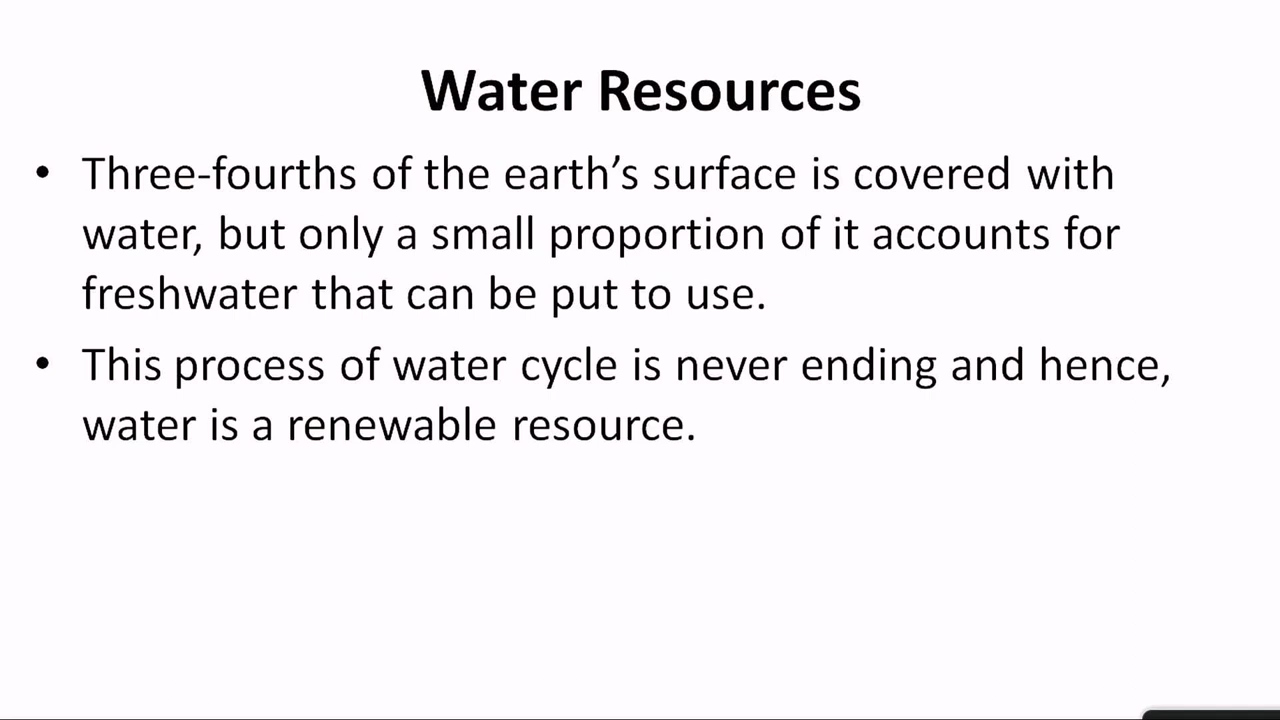 Water Resources
• Three-fourths of the earth’s surface is covered with
water, but only a small proportion of it accounts for
freshwater that can be put to use.
• This process of water cycle is never ending and hence,
water is a renewable resource.